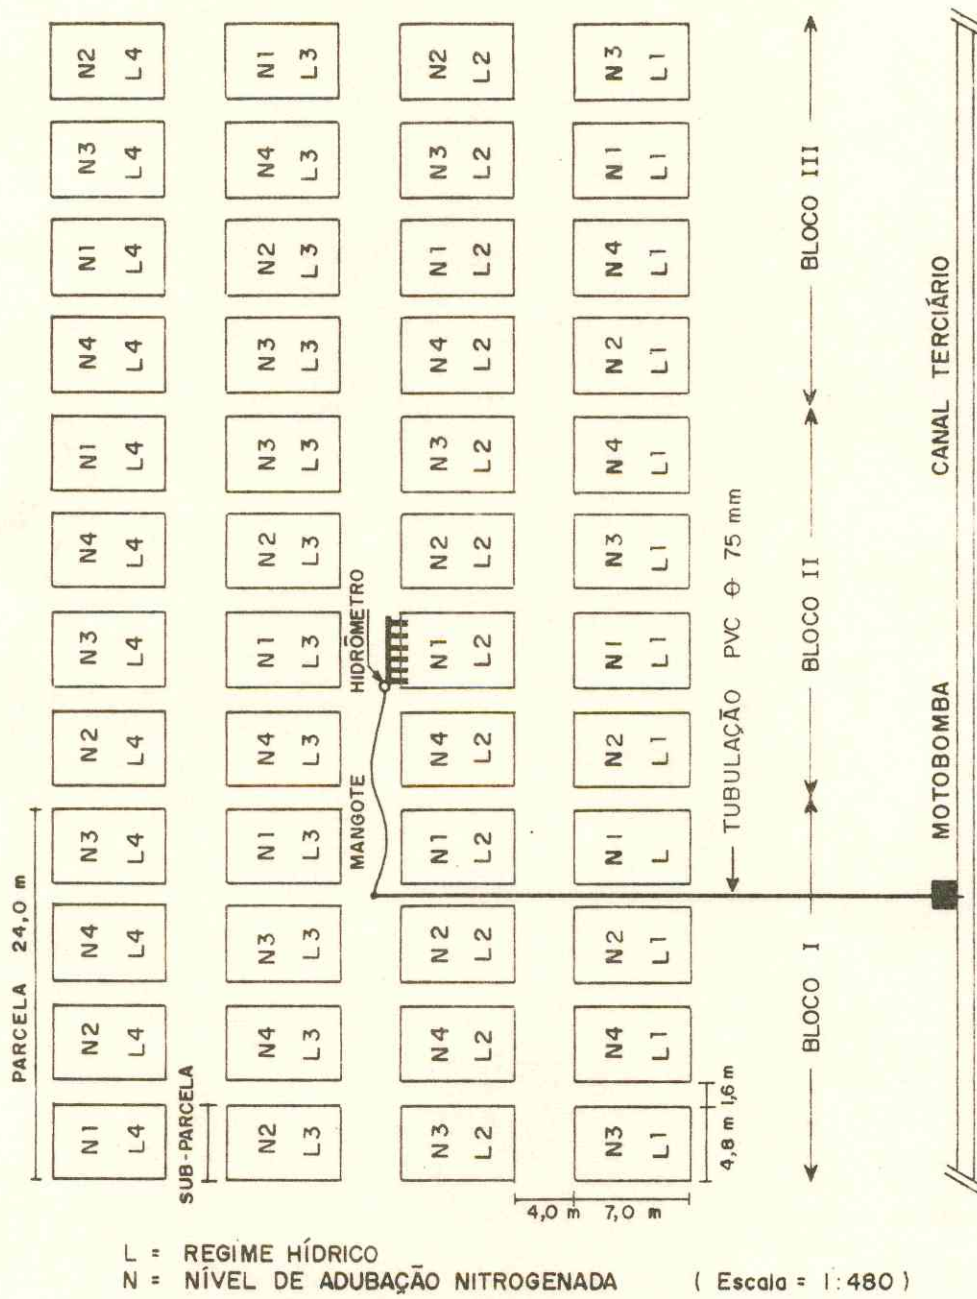 N2 L4
N1 L3
N2 L2
N3 L1
N3 L4
N4 L3
N3 L2
N1 L1
N1 L4
N2 L3
N1 L2
N4 L1
N4 L4
N3 L3
N4 L2
N2 L1
N1 L4
N3 L3
N3 L2
N4 L1
N4 L4
N2 L3
N2 L2
N3 L1
N3 L4
N1 L3
N1 L2
N1 L1
N2 L4
N4 L3
N4 L2
N2 L1
N3 L4
N1 L3
N1 L2
N1 L
N4 L4
N3 L3
N2 L2
N2 L1
N2 L4
N4 L3
N4 L2
N4 L1
N1 L4
N2 L3
N3 L2
N3 L1
PARCELA 24,0 m
SUB-PARCELA
MANGOTE
HIDRÔMETRO
4,8 m 1,6 m
TUBULAÇÃO PVC ϴ 75 mm
BLOCO I
BLOCO II
BLOCO III
MOTOBOMBA
CANAL TERCIÁRIO
4,0 m 7,0 m
L = REGIME HÍDRICO
N = NÍVEL DE ADUBAÇÃO NITROGENADA ( Escala = 1:480 )